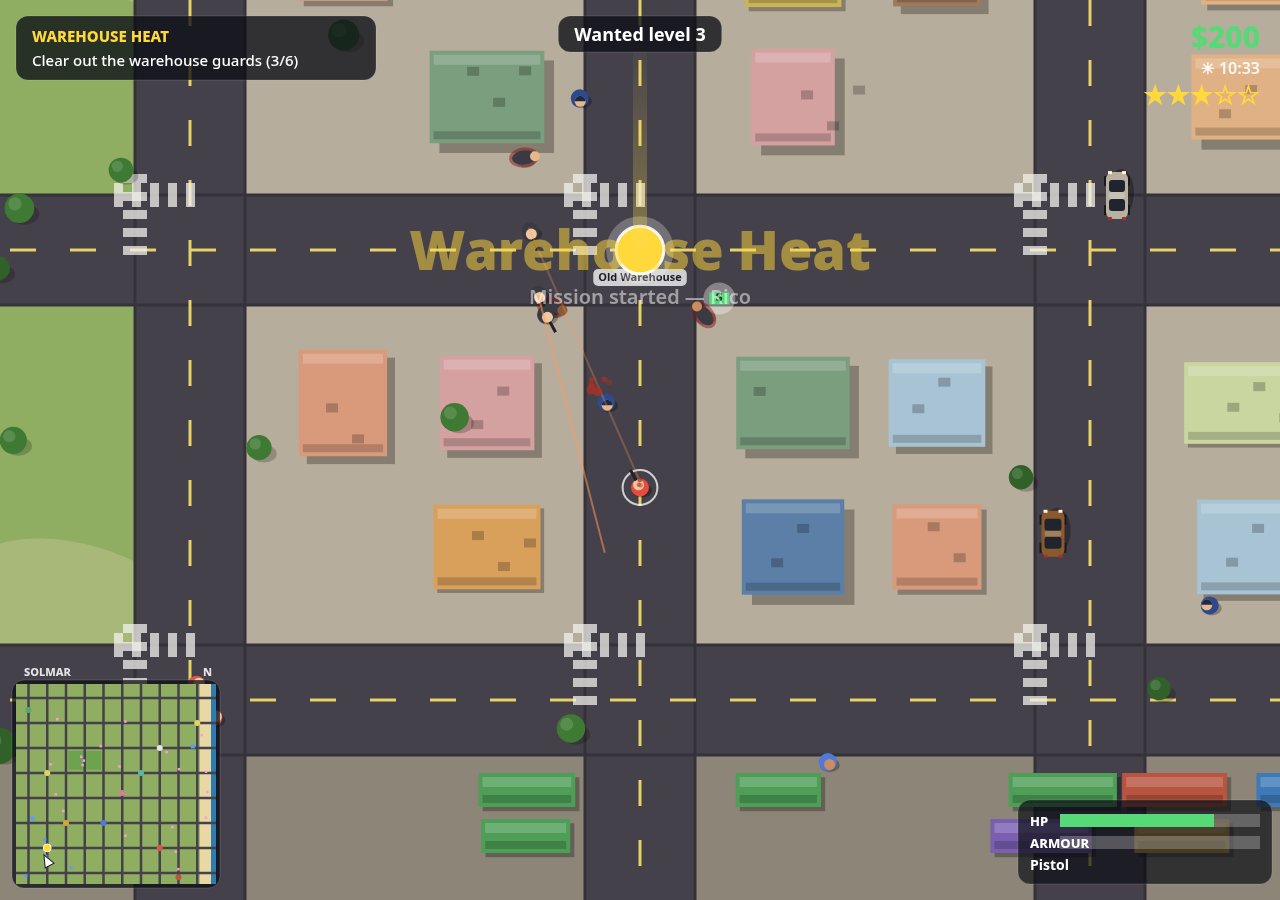 WAREHOUSE HEAT
Clear out the warehouse guards (3/6)
Wanted level 3
$200
☀ 10:33
★★★☆☆
Warehouse Heat
Old Warehouse
Mission started — Rico
$
SOLMAR
N
HP
ARMOUR
Pistol